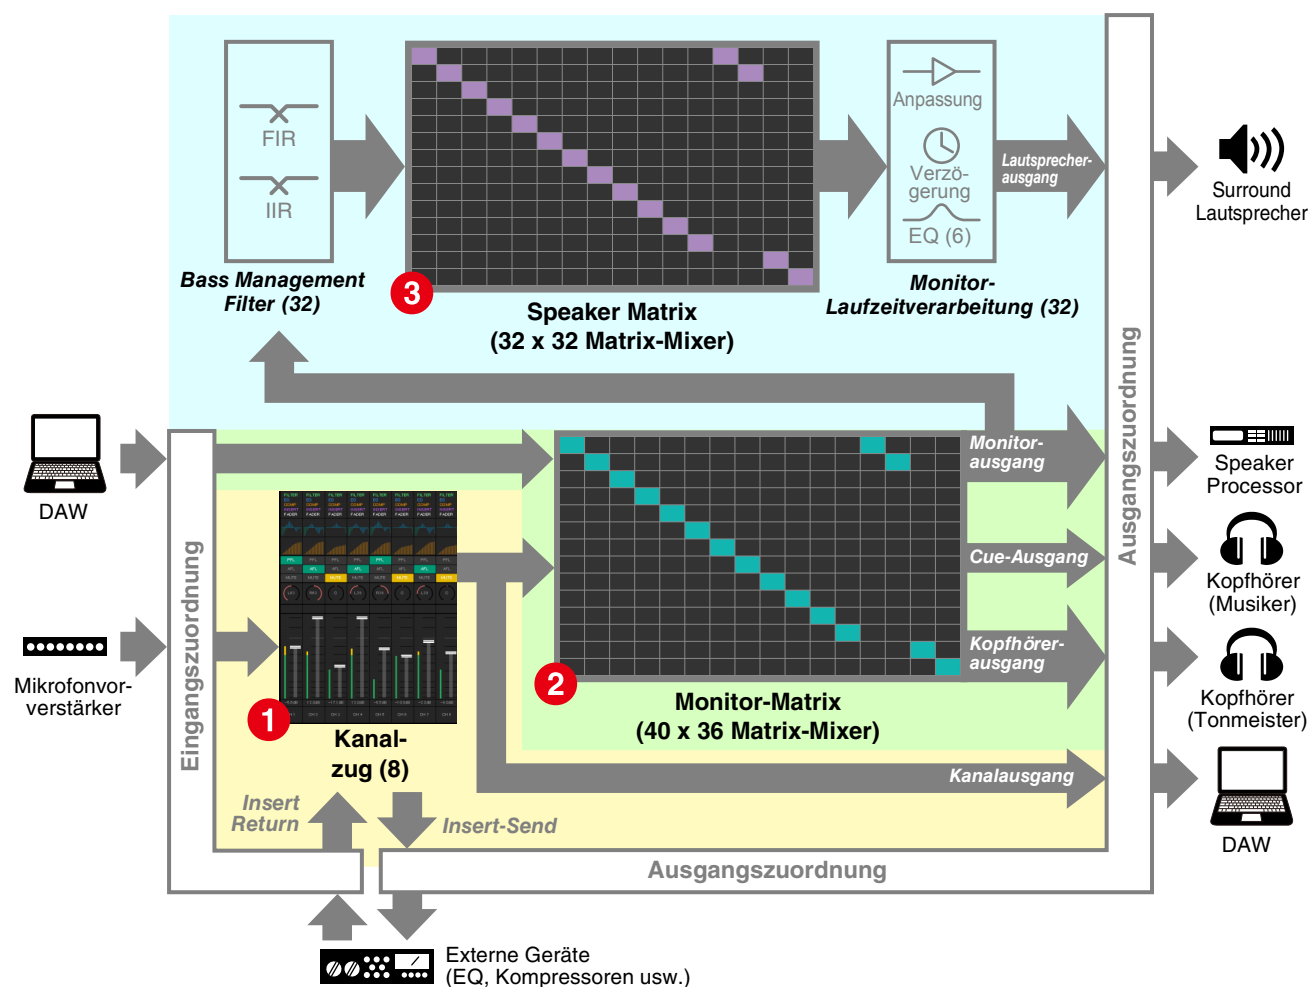 FIR
IIR
Bass Management
Filter (32)
3
Speaker Matrix
(32 x 32 Matrix-Mixer)
Anpassung
Verzö-
gerung
EQ (6)
Monitor-
Laufzeitverarbeitung (32)
Lautsprecher-
ausgang
Surround
Lautsprecher
Ausgangszuordnung
DAW
Eingangszuordnung
Mikrofonvor-
verstärker
1
Kanal-
zug (8)
2
Monitor-Matrix
(40 x 36 Matrix-Mixer)
Monitor-
ausgang
Cue-Ausgang
Kopfhörer-
ausgang
Kanalausgang
Speaker
Processor
Kopfhörer
(Musiker)
Kopfhörer
(Tonmeister)
DAW
Insert
Return
Insert-Send
Ausgangszuordnung
Externe Geräte
(EQ, Kompressoren usw.)